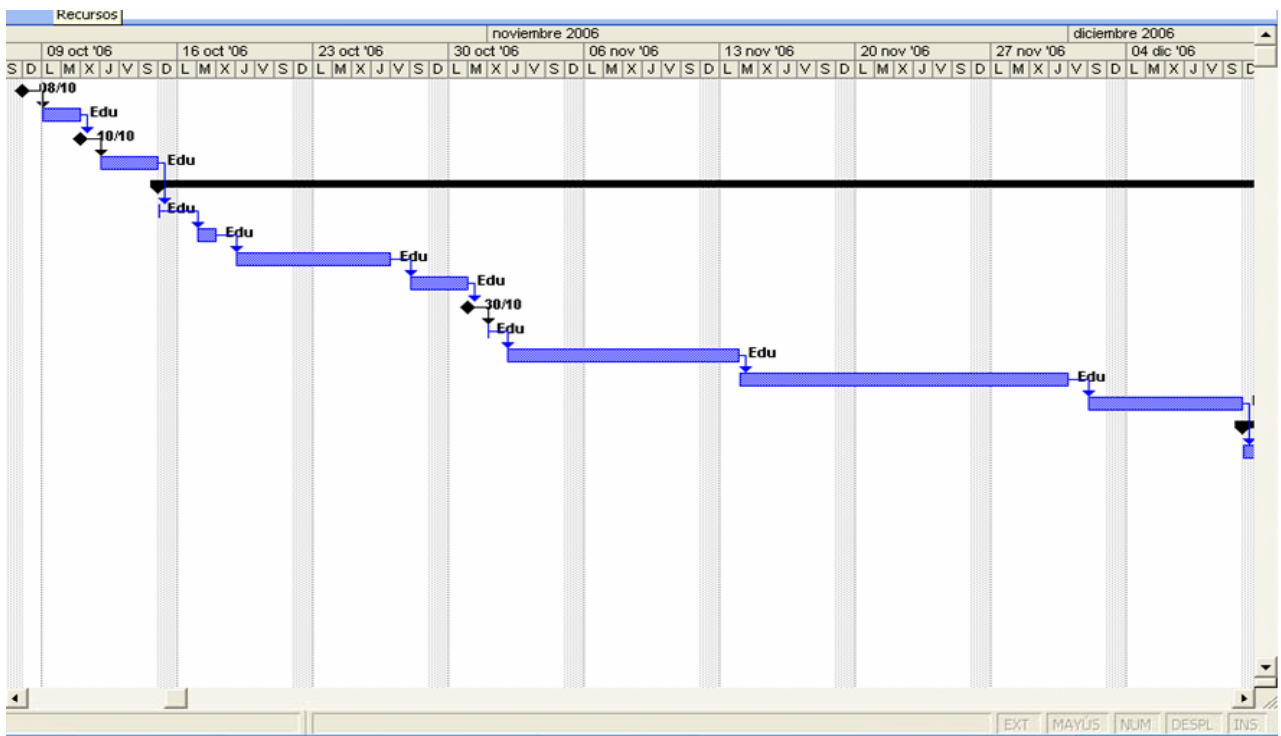 Recursos
noviembre 2006 diciembre 2006
09 oct '06 16 oct '06 23 oct '06 30 oct '06 06 nov '06 13 nov '06 20 nov '06 27 nov '06 04 dic '06
S D L M X J V S D L M X J V S D L M X J V S D L M X J V S D L M X J V S D L M X J V S D L M X J V S D L M X J V S D L M X J V S D
08/10
Edu
10/10
Edu
Edu
Edu
Edu
Edu
30/10
Edu
Edu
Edu
EXT MAYÚS NUM DESPL INS